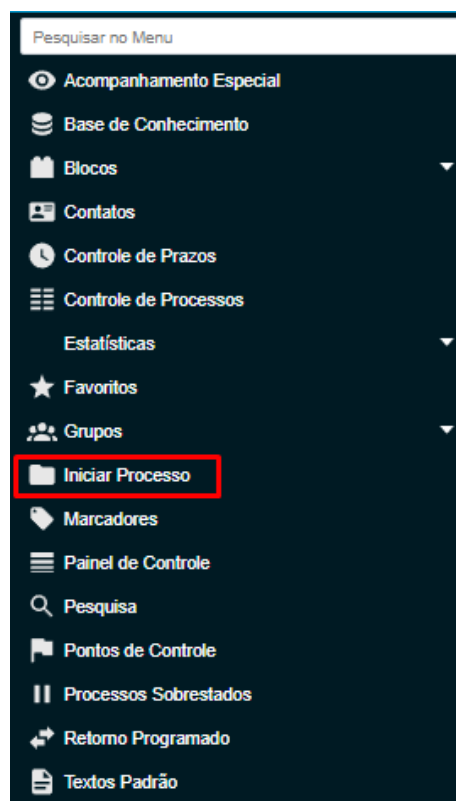 Pesquisar no Menu
Acompanhamento Especial
Base de Conhecimento
Blocos
Contatos
Controle de Prazos
Controle de Processos
Estatísticas
Favoritos
Grupos
Iniciar Processo
Marcadores
Painel de Controle
Pesquisa
Pontos de Controle
Processos Sobrestados
Retorno Programado
Textos Padrão